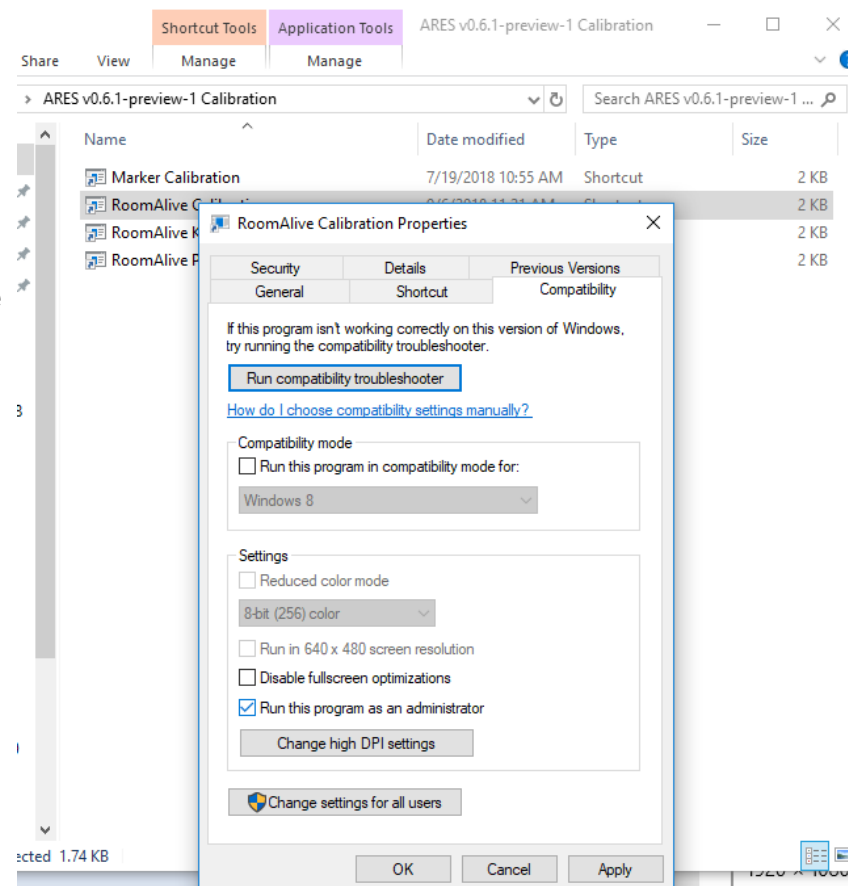 Shortcut Tools Application Tools ARES v0.6.1-preview-1 Calibration
Share View Manage Manage
ARES v0.6.1-preview-1 Calibration Search ARES v0.6.1-preview-1 ...
Name Date modified Type Size
Marker Calibration 7/19/2018 10:55 AM Shortcut 2 KB
RoomAlive 2 KB
RoomAlive K 2 KB
RoomAlive P 2 KB
RoomAlive Calibration Properties
Security Details Previous Versions
General Shortcut Compatibility
If this program isn't working correctly on this version of Windows,
try running the compatibility troubleshooter.
Run compatibility troubleshooter
How do I choose compatibility settings manually?
Compatibility mode
Run this program in compatibility mode for:
Windows 8
Settings
Reduced color mode
8-bit (256) color
Run in 640 x 480 screen resolution
Disable fullscreen optimizations
Run this program as an administrator
Change high DPI settings
Change settings for all users
ected 1.74 KB
OK Cancel Apply